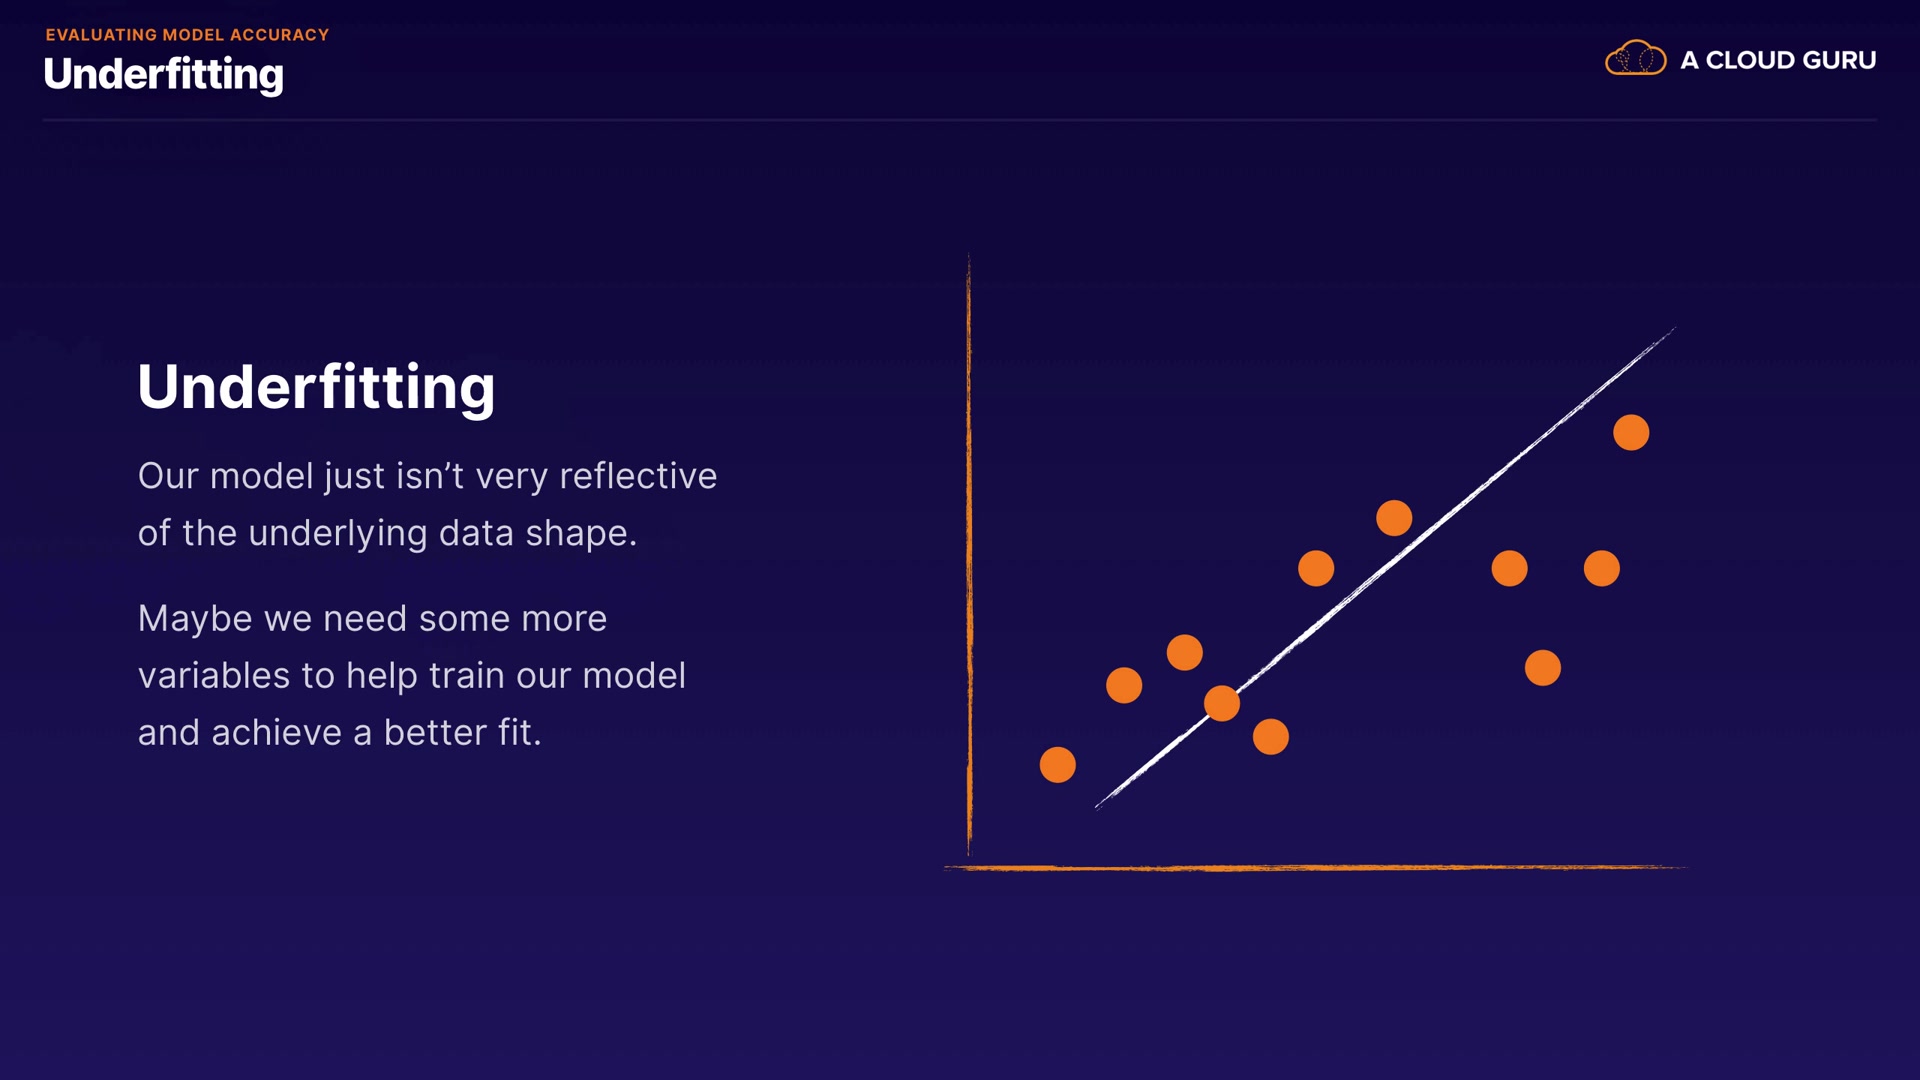 EVALUATING MODEL ACCURACY
Underfitting
A CLOUD GURU
Underfitting
Our model just isn’t very reflective
of the underlying data shape.
Maybe we need some more
variables to help train our model
and achieve a better fit.